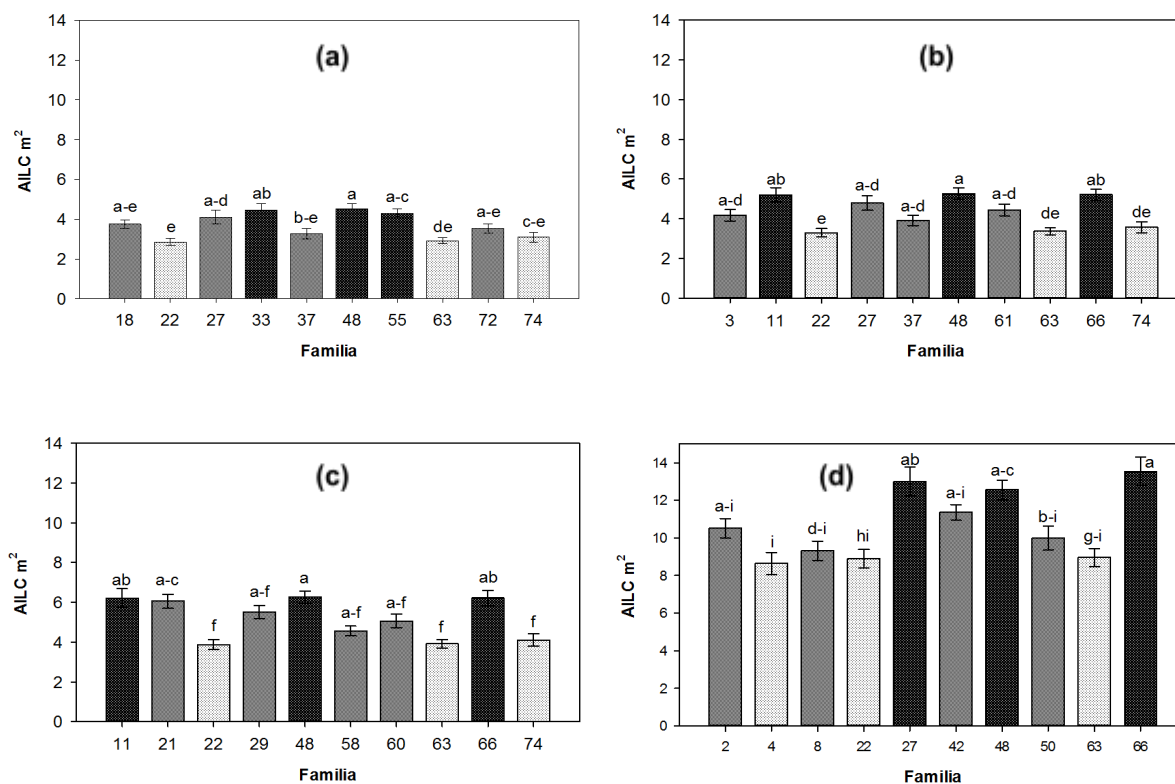 (a)
AILC m²
14
12
10
8
6
4
2
0
a-e e a-d ab b-e a a-c de a-e c-e
18 22 27 33 37 48 55 63 72 74
Familia
(b)
AILC m²
14
12
10
8
6
4
2
0
a-d ab e a-d a-d a a-d de ab de
3 11 22 27 37 48 61 63 66 74
Familia
(c)
AILC m²
14
12
10
8
6
4
2
0
ab a-c f a-f a a-f a-f f ab f
11 21 22 29 48 58 60 63 66 74
Familia
(d)
AILC m²
14
12
10
8
6
4
2
0
a-i i d-i hi ab a-i a-c b-i g-i a
2 4 8 22 27 42 48 50 63 66
Familia